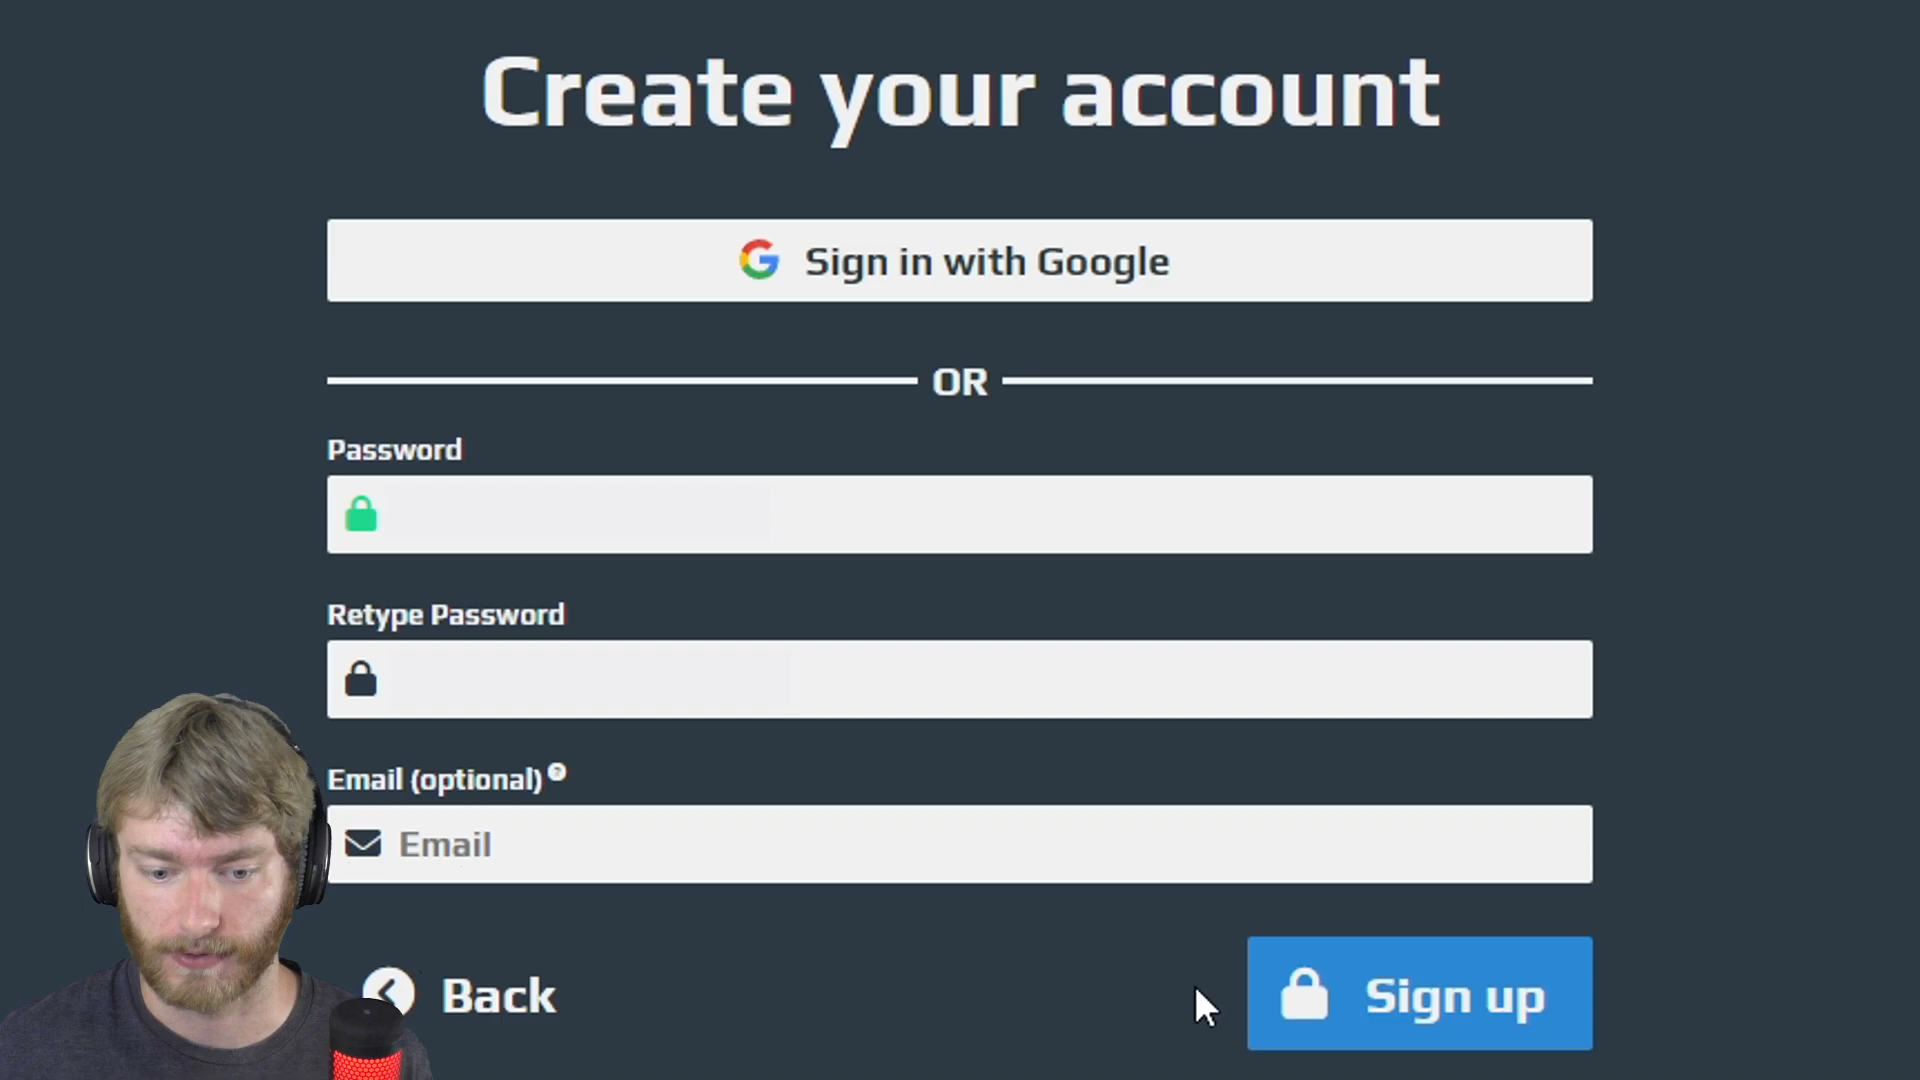 Create your account
Sign in with Google
OR
Password
Retype Password
Email (optional) ?
Email
Back
Sign up